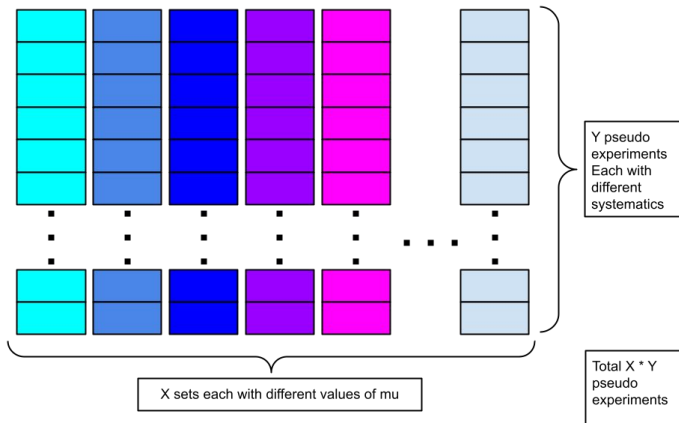 Y pseudo
experiments
Each with
different
systematics
X sets each with different values of mu
Total X * Y
pseudo
experiments